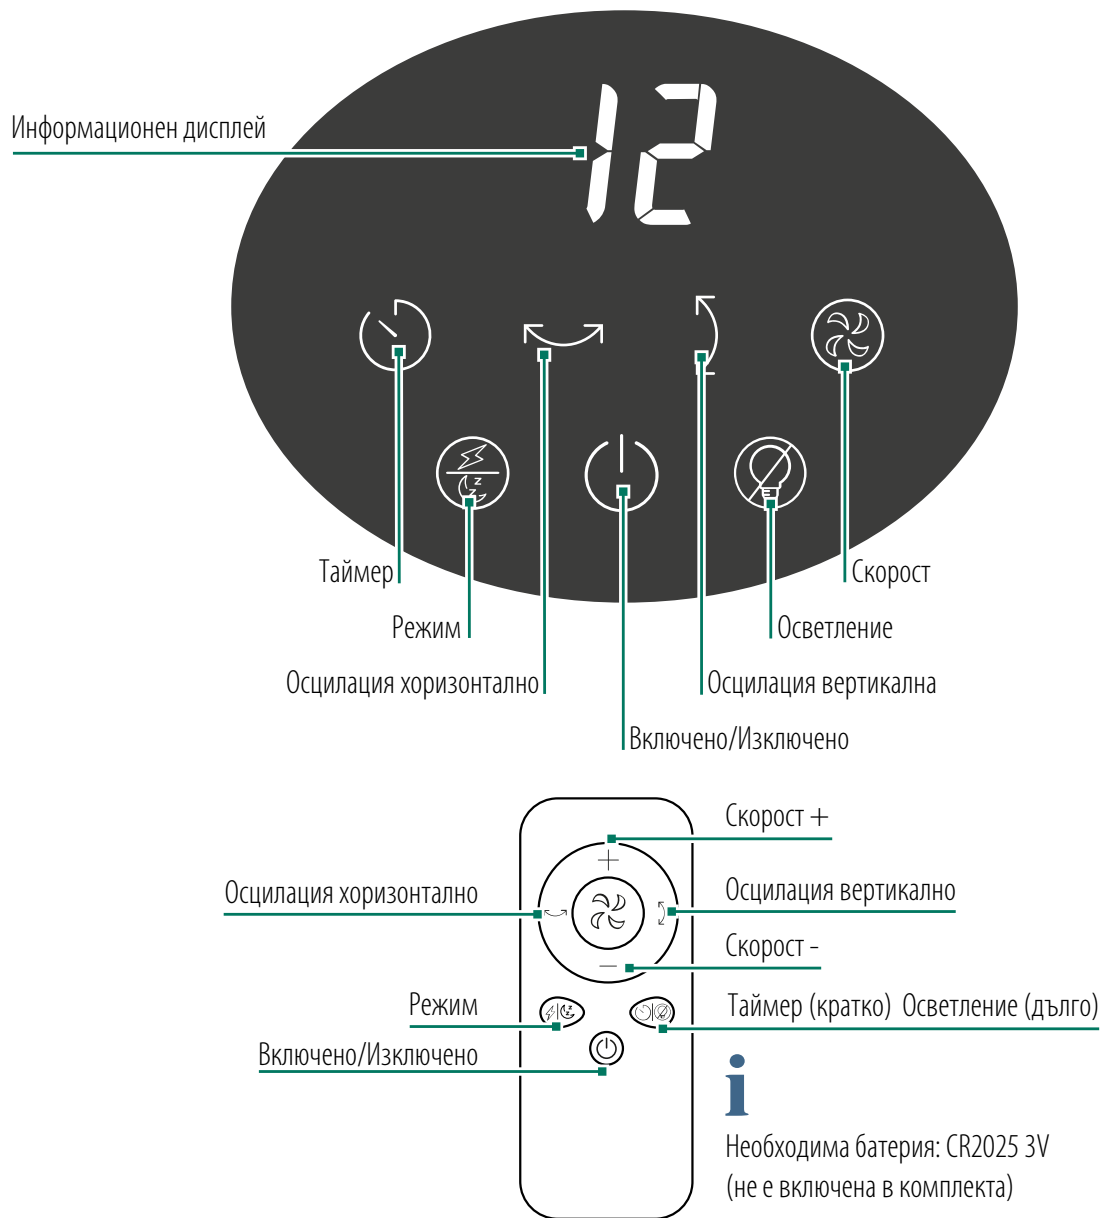 12
Информационен дисплей
Таймер
Скорост
Режим
Осветление
Осцилация хоризонтално
Осцилация вертикална
Включено/Изключено
Скорост +
Осцилация хоризонтално
Осцилация вертикално
Скорост -
Режим
Таймер (кратко) Осветление (дълго)
Включено/Изключено
Необходима батерия: CR2025 3V
(не е включена в комплекта)